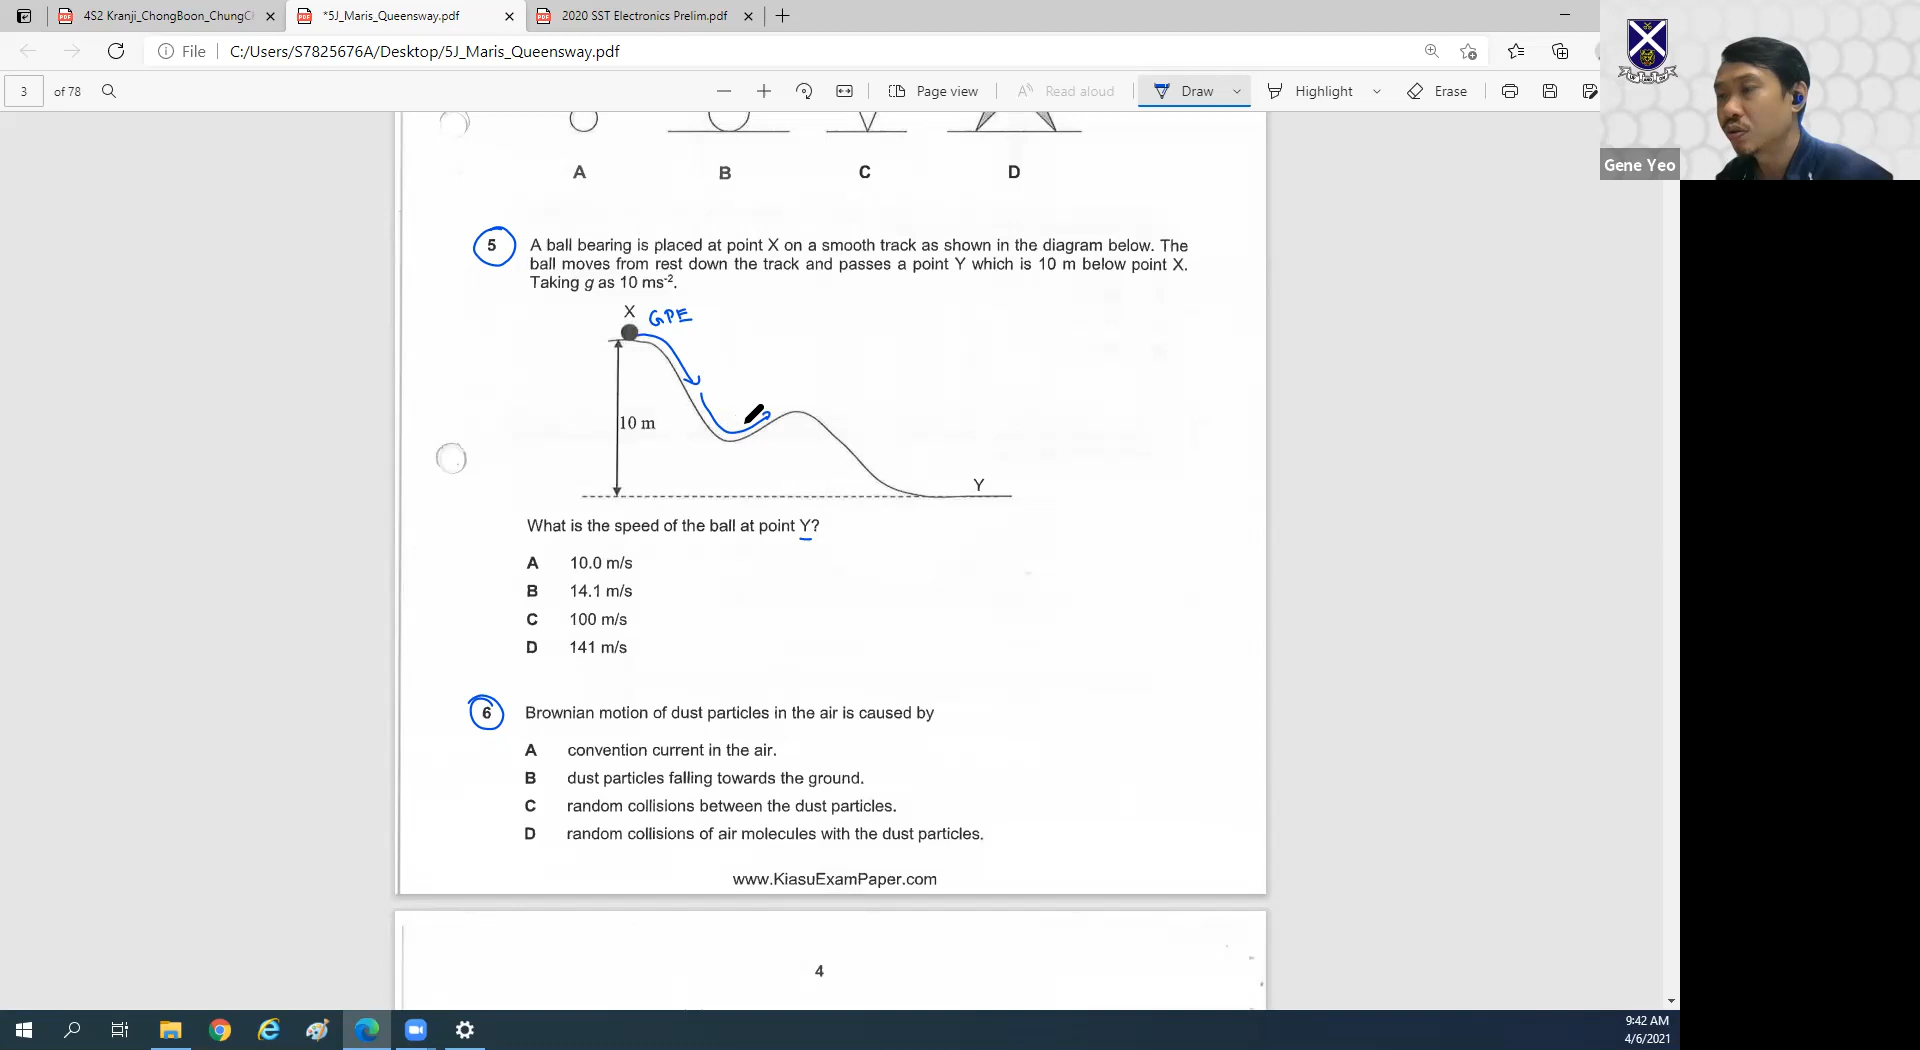 4S2 Kranji_ChongBoon_ChungCh
*5J_Maris_Queensway.pdf
2020 SST Electronics Prelim.pdf
File
C:/Users/S7825676A/Desktop/5J_Maris_Queensway.pdf
3 of 78
Page view
Read aloud
Draw
Highlight
Erase
Gene Yeo
A B C D
5 A ball bearing is placed at point X on a smooth track as shown in the diagram below. The
ball moves from rest down the track and passes a point Y which is 10 m below point X.
Taking g as 10 ms⁻².
X
GPE
10 m
Y
What is the speed of the ball at point Y?
A 10.0 m/s
B 14.1 m/s
C 100 m/s
D 141 m/s
6 Brownian motion of dust particles in the air is caused by
A convention current in the air.
B dust particles falling towards the ground.
C random collisions between the dust particles.
D random collisions of air molecules with the dust particles.
www.KiasuExamPaper.com
4
9:42 AM
4/6/2021